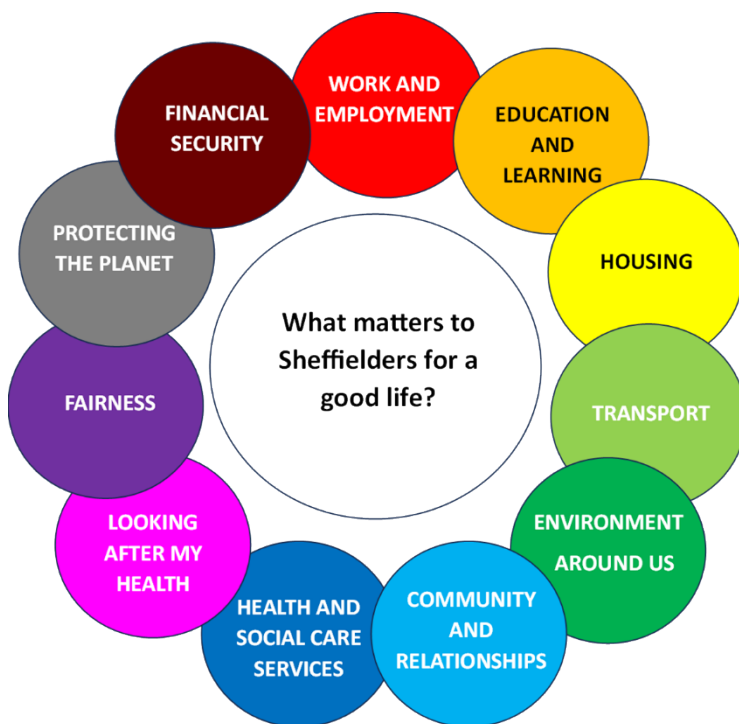 WORK AND
EMPLOYMENT
EDUCATION
AND
LEARNING
HOUSING
TRANSPORT
ENVIRONMENT
AROUND US
COMMUNITY
AND
RELATIONSHIPS
HEALTH AND
SOCIAL CARE
SERVICES
LOOKING
AFTER MY
HEALTH
FAIRNESS
PROTECTING
THE PLANET
FINANCIAL
SECURITY
What matters to
Sheffielders for a
good life?